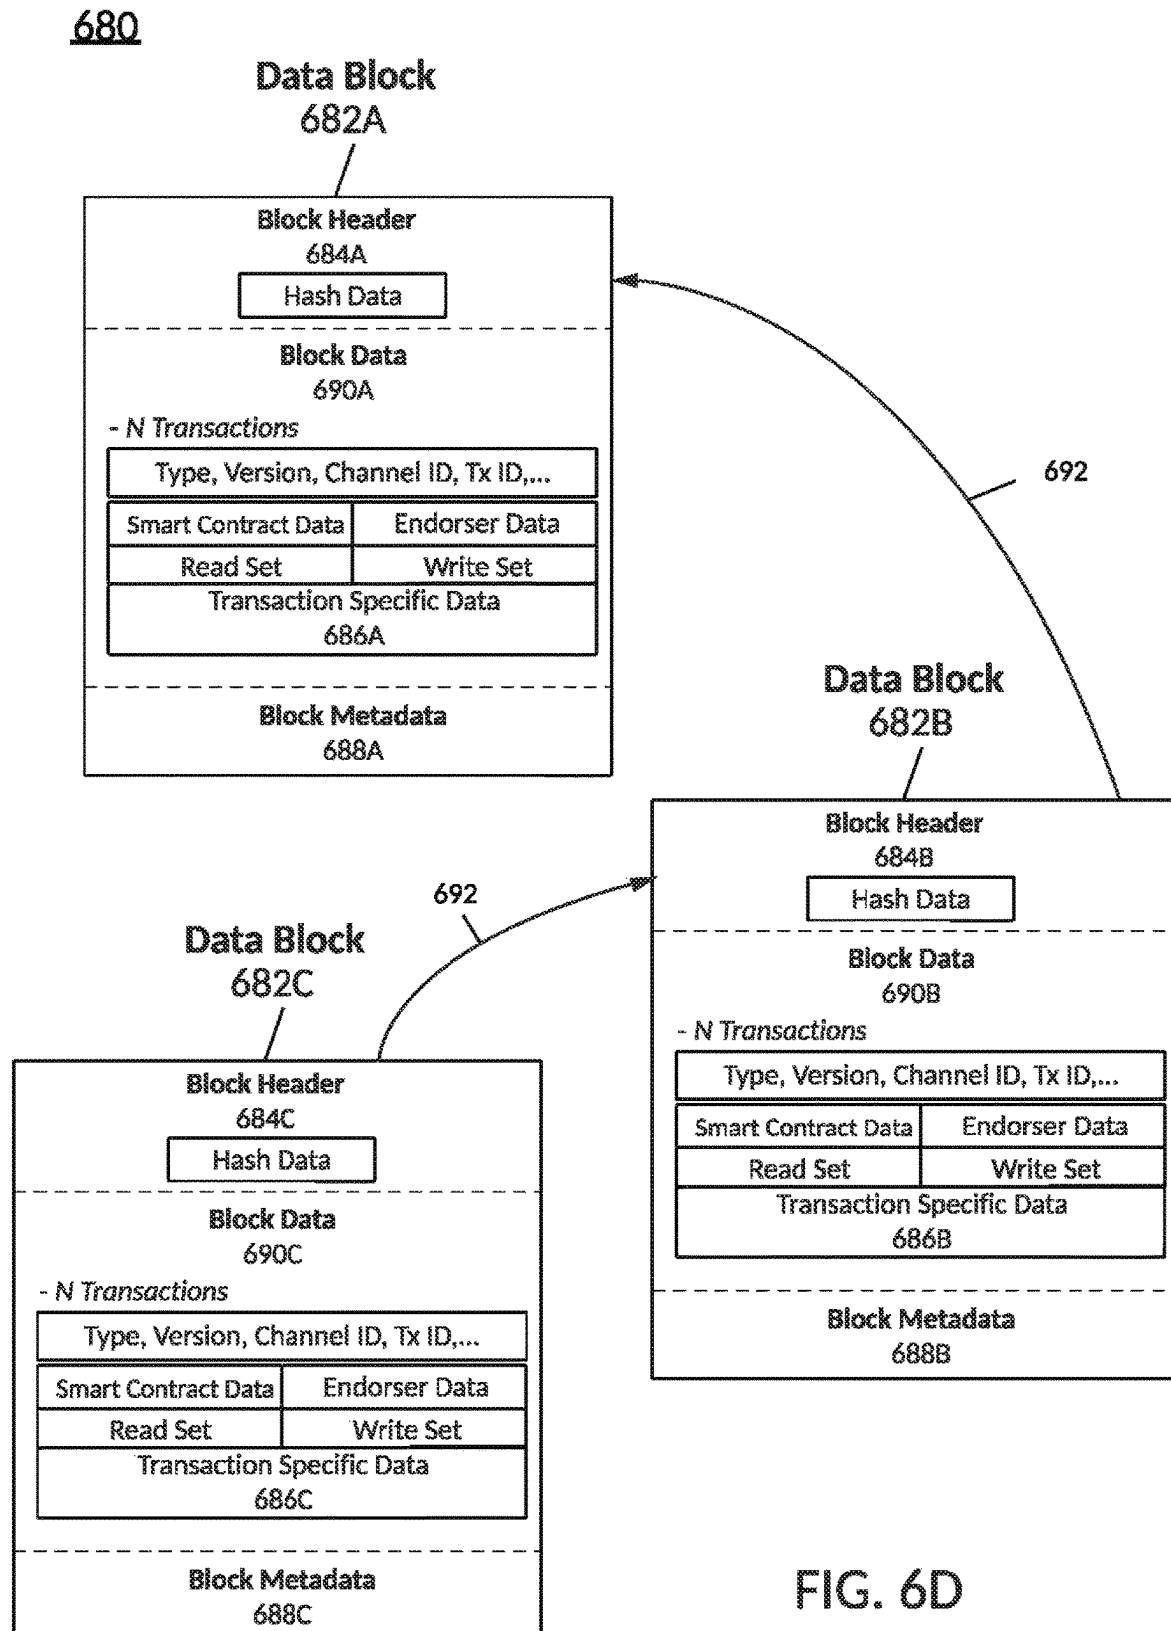 680
Data Block
682A
Block Header
684A
Hash Data
Block Data
690A
- N Transactions
Type, Version, Channel ID, Tx ID,...
Smart Contract Data Endorser Data
Read Set Write Set
Transaction Specific Data
686A
Block Metadata
688A
692
Data Block
682B
Block Header
684B
Hash Data
Block Data
690B
- N Transactions
Type, Version, Channel ID, Tx ID,...
Smart Contract Data Endorser Data
Read Set Write Set
Transaction Specific Data
686B
Block Metadata
688B
692
Data Block
682C
Block Header
684C
Hash Data
Block Data
690C
- N Transactions
Type, Version, Channel ID, Tx ID,...
Smart Contract Data Endorser Data
Read Set Write Set
Transaction Specific Data
686C
Block Metadata
688C
FIG. 6D